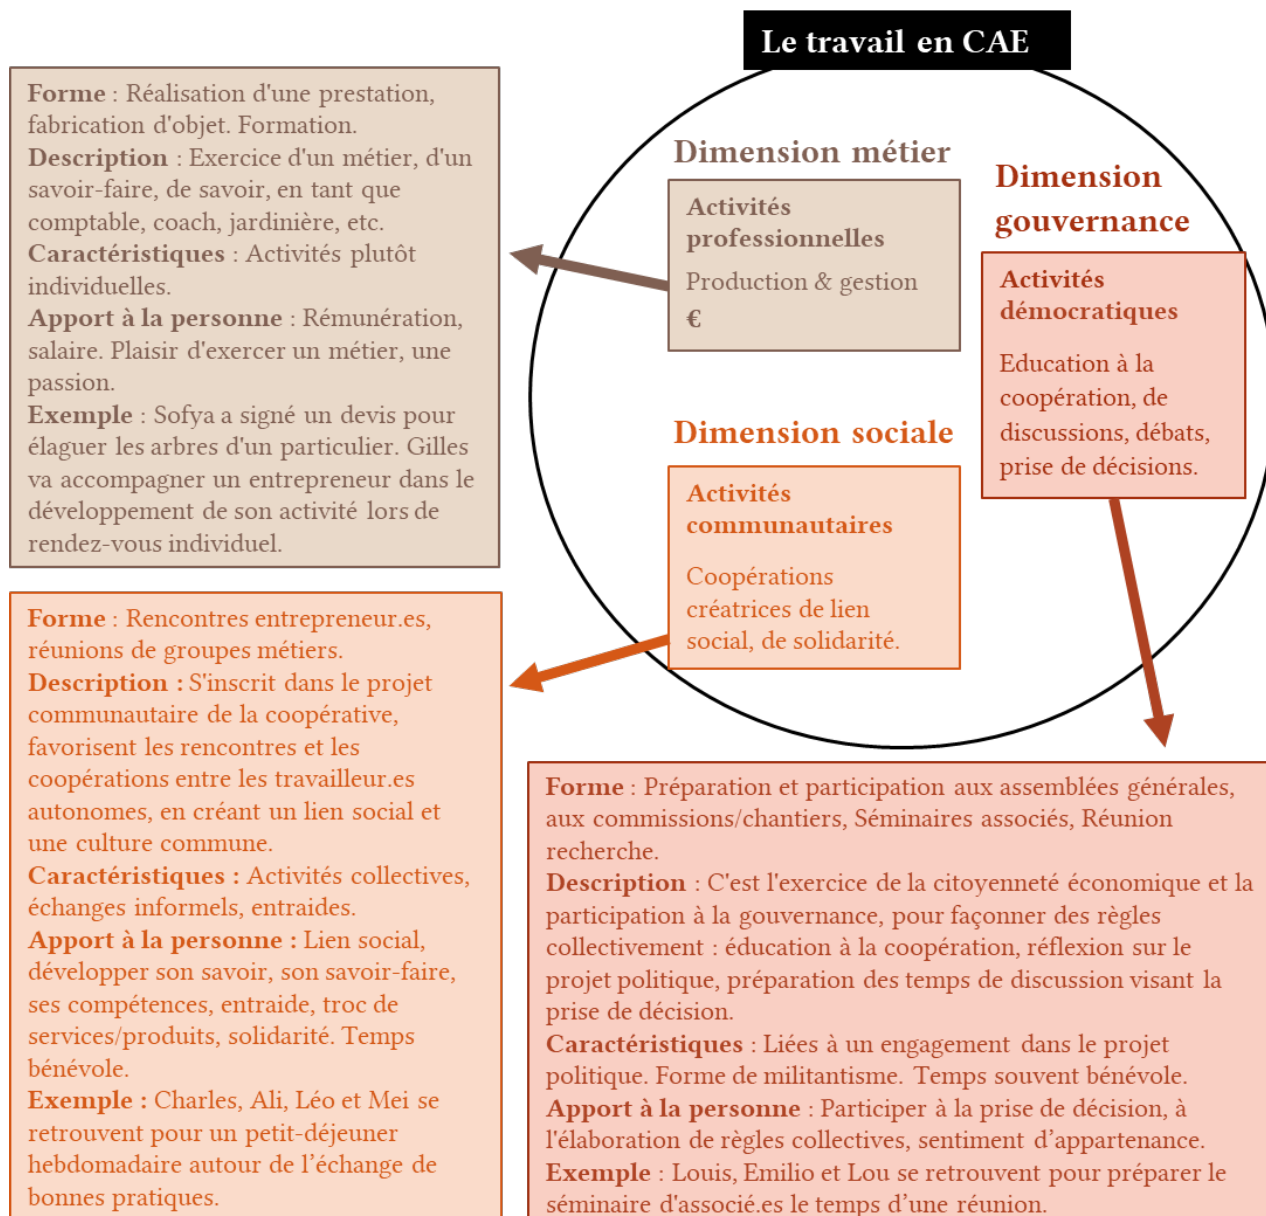 Le travail en CAE
Forme : Réalisation d'une prestation,
fabrication d'objet. Formation.
Description : Exercice d'un métier, d'un
savoir-faire, de savoir, en tant que
comptable, coach, jardinière, etc.
Caractéristiques : Activités plutôt
individuelles.
Apport à la personne : Rémunération,
salaire. Plaisir d'exercer un métier, une
passion.
Exemple : Sofya a signé un devis pour
élaguer les arbres d'un particulier. Gilles
va accompagner un entrepreneur dans le
développement de son activité lors de
rendez-vous individuel.
Dimension métier
Activités
professionnelles
Production & gestion
€
Dimension
gouvernance
Activités
démocratiques
Education à la
coopération, de
discussions, débats,
prise de décisions.
Dimension sociale
Activités
communautaires
Coopérations
créatrices de lien
social, de solidarité.
Forme : Rencontres entrepreneur.es,
réunions de groupes métiers.
Description : S'inscrit dans le projet
communautaire de la coopérative,
favorisent les rencontres et les
coopérations entre les travailleur.es
autonomes, en créant un lien social et
une culture commune.
Caractéristiques : Activités collectives,
échanges informels, entraides.
Apport à la personne : Lien social,
développer son savoir, son savoir-faire,
ses compétences, entraide, troc de
services/produits, solidarité. Temps
bénévole.
Exemple : Charles, Ali, Léo et Mei se
retrouvent pour un petit-déjeuner
hebdomadaire autour de l’échange de
bonnes pratiques.
Forme : Préparation et participation aux assemblées générales,
aux commissions/chantiers, Séminaires associés, Réunion
recherche.
Description : C'est l'exercice de la citoyenneté économique et la
participation à la gouvernance, pour façonner des règles
collectivement : éducation à la coopération, réflexion sur le
projet politique, préparation des temps de discussion visant la
prise de décision.
Caractéristiques : Liées à un engagement dans le projet
politique. Forme de militantisme. Temps souvent bénévole.
Apport à la personne : Participer à la prise de décision, à
l'élaboration de règles collectives, sentiment d’appartenance.
Exemple : Louis, Emilio et Lou se retrouvent pour préparer le
séminaire d'associé.es le temps d’une réunion.